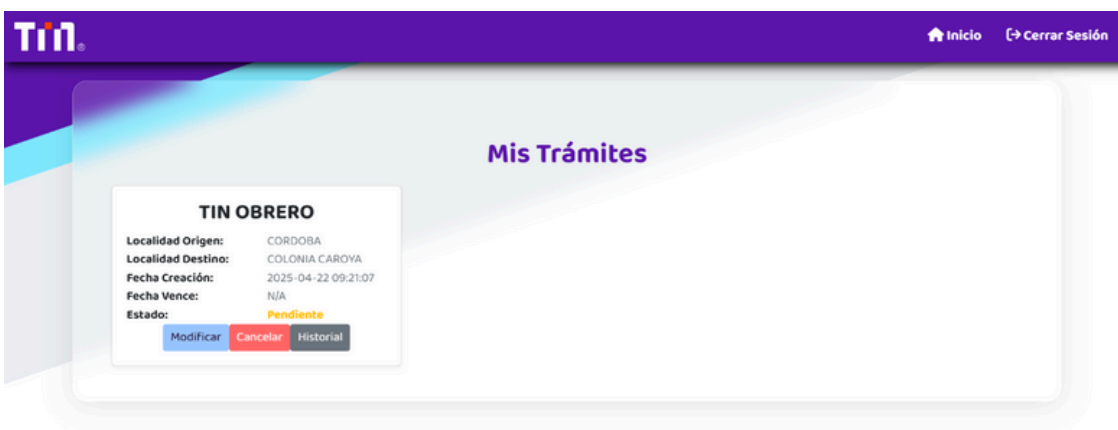 Tin®
Inicio
Cerrar Sesión
Mis Trámites
TIN OBRERO
Localidad Origen: CORDOBA
Localidad Destino: COLONIA CAROYA
Fecha Creación: 2025-04-22 09:21:07
Fecha Vence: N/A
Estado: Pendiente
Modificar Cancelar Historial